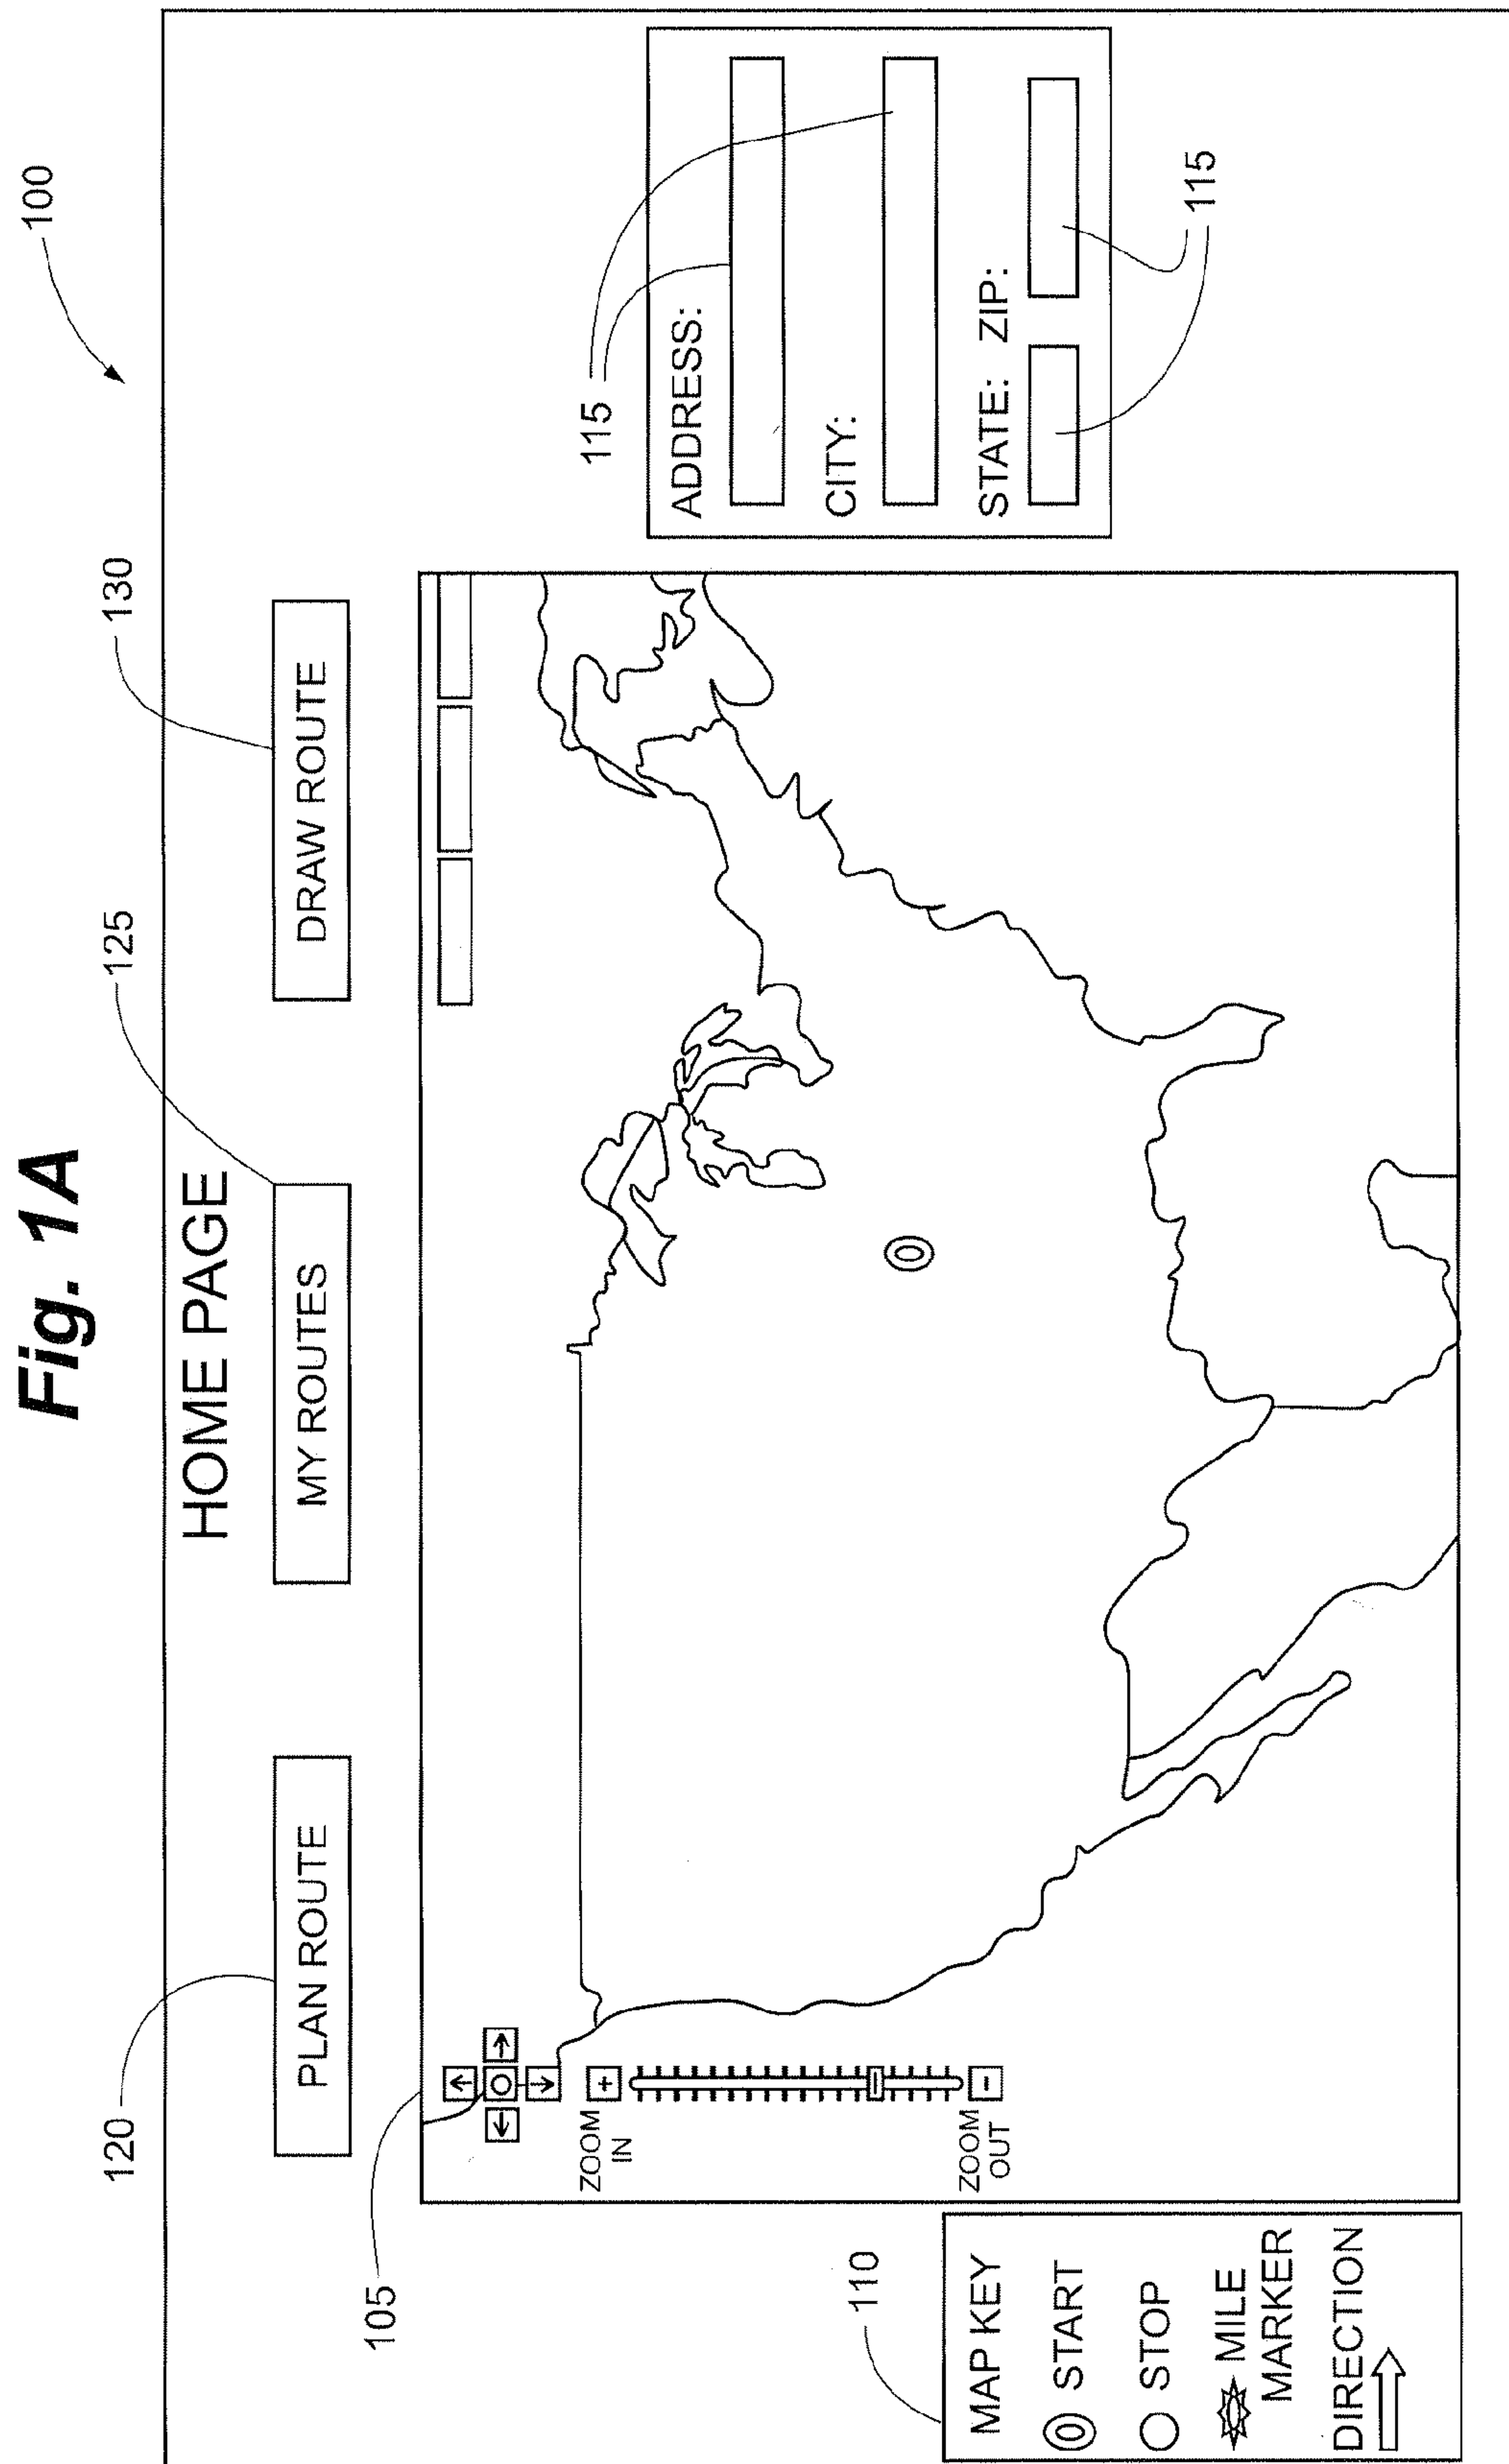 Fig. 1A
100
HOME PAGE
120
125
130
PLAN ROUTE
MY ROUTES
DRAW ROUTE
105
115
ADDRESS:
CITY:
STATE: ZIP:
115
+
ZOOM
IN
−
ZOOM
OUT
110
MAP KEY
START
STOP
MILE
MARKER
DIRECTION